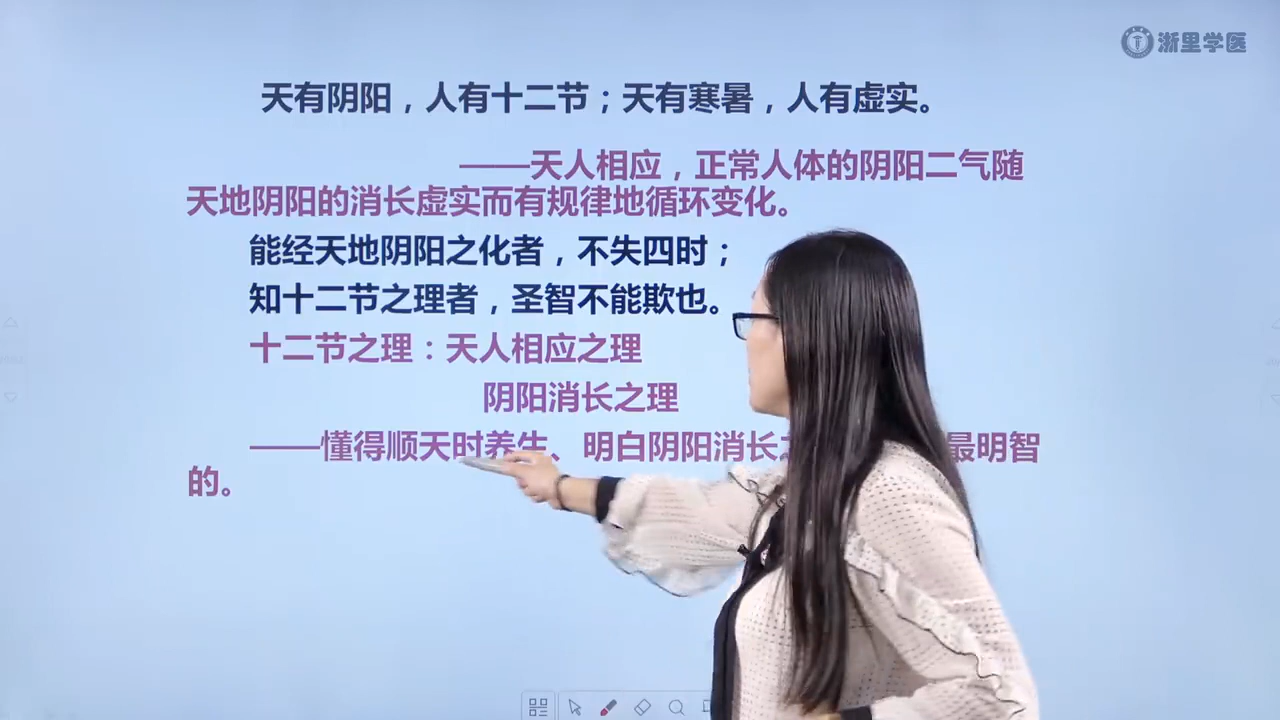 浙里学医
天有阴阳，人有十二节；天有寒暑，人有虚实。
——天人相应，正常人体的阴阳二气随
天地阴阳的消长虚实而有规律地循环变化。
能经天地阴阳之化者，不失四时；
知十二节之理者，圣智不能欺也。
十二节之理：天人相应之理
阴阳消长之理
——懂得顺天时养生、明白阴阳消长 最明智
的。